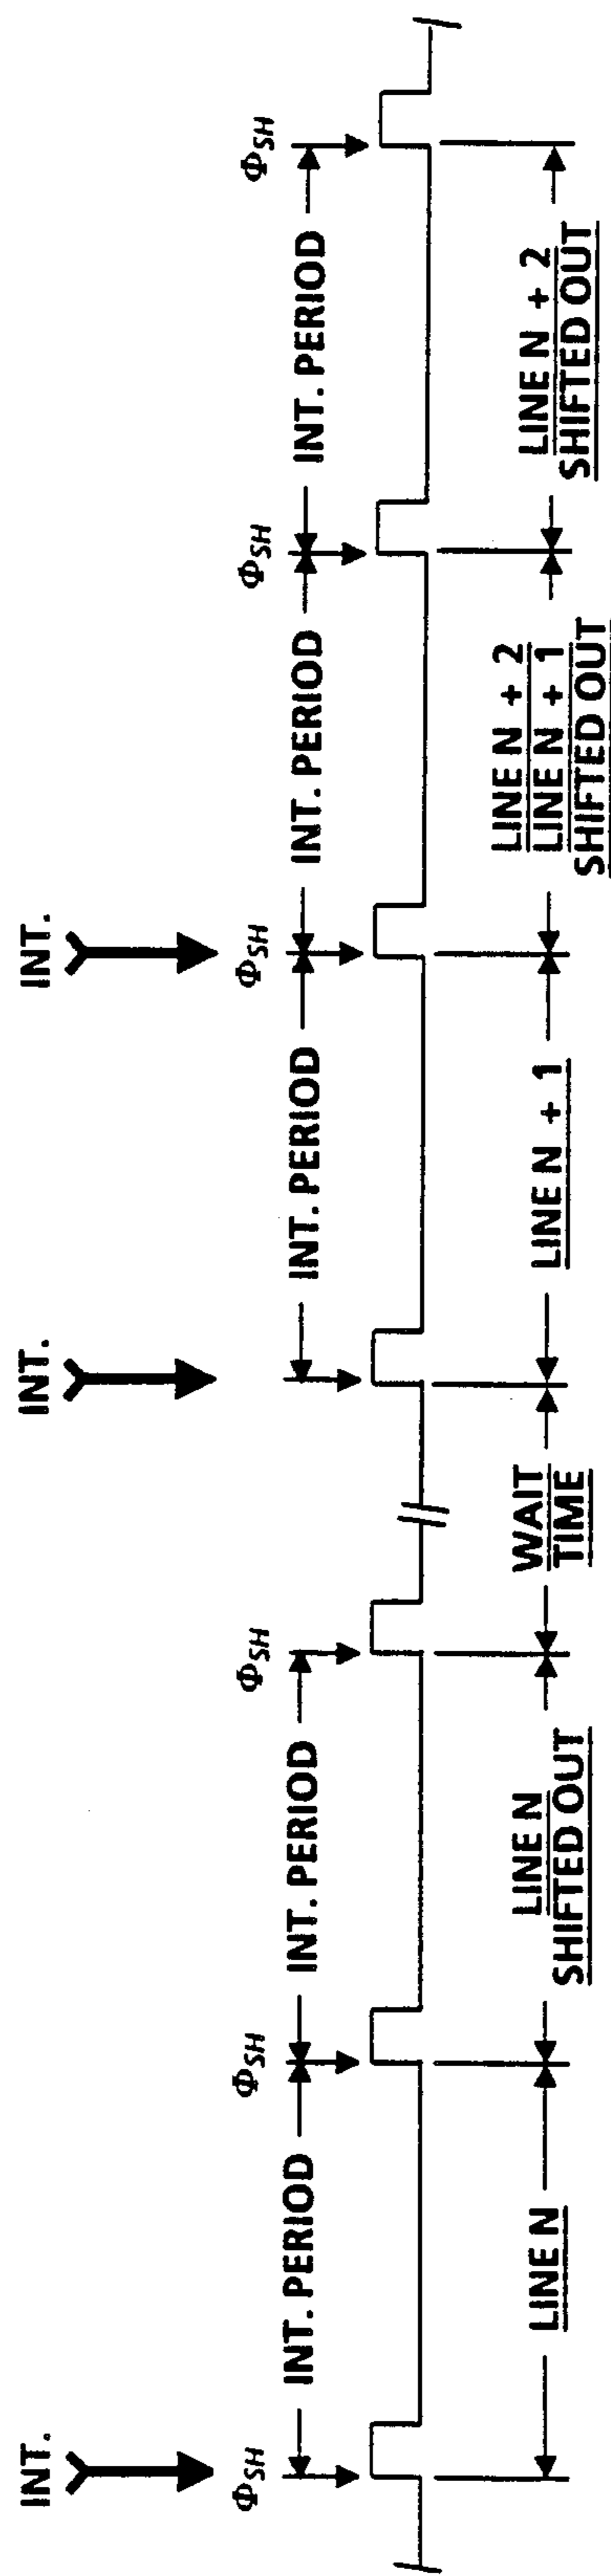 INT.
INT.
INT.
ΦSH
ΦSH
ΦSH
ΦSH
ΦSH
ΦSH
INT. PERIOD
INT. PERIOD
INT. PERIOD
INT. PERIOD
INT. PERIOD
LINE N
LINE N
SHIFTED OUT
WAIT
TIME
LINE N + 1
LINE N + 2
LINE N + 1
SHIFTED OUT
LINE N + 2
SHIFTED OUT